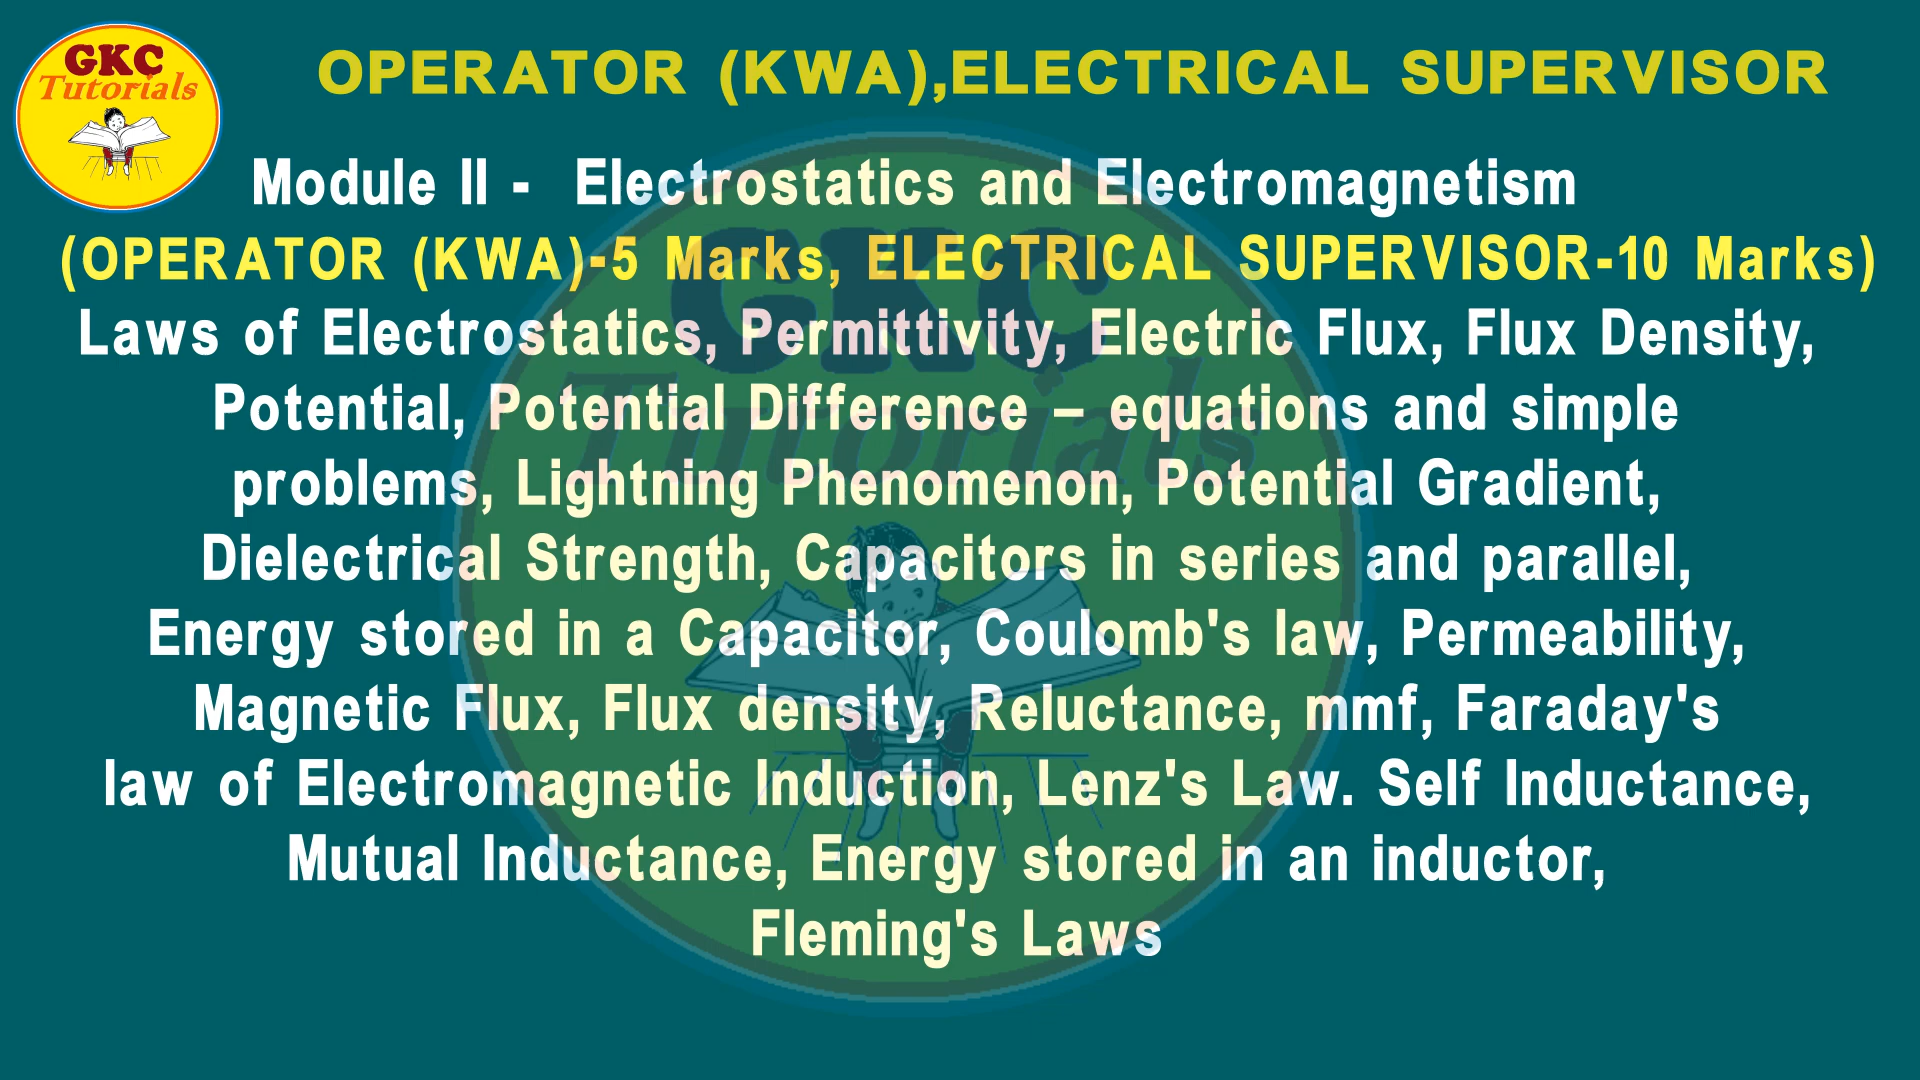 GKC
Tutorials
OPERATOR (KWA),ELECTRICAL SUPERVISOR
Module II - Electrostatics and Electromagnetism
(OPERATOR (KWA)-5 Marks, ELECTRICAL SUPERVISOR-10 Marks)
Laws of Electrostatics, Permittivity, Electric Flux, Flux Density,
Potential, Potential Difference – equations and simple
problems, Lightning Phenomenon, Potential Gradient,
Dielectrical Strength, Capacitors in series and parallel,
Energy stored in a Capacitor, Coulomb's law, Permeability,
Magnetic Flux, Flux density, Reluctance, mmf, Faraday's
law of Electromagnetic Induction, Lenz's Law. Self Inductance,
Mutual Inductance, Energy stored in an inductor,
Fleming's Laws
GKC
Tutorials